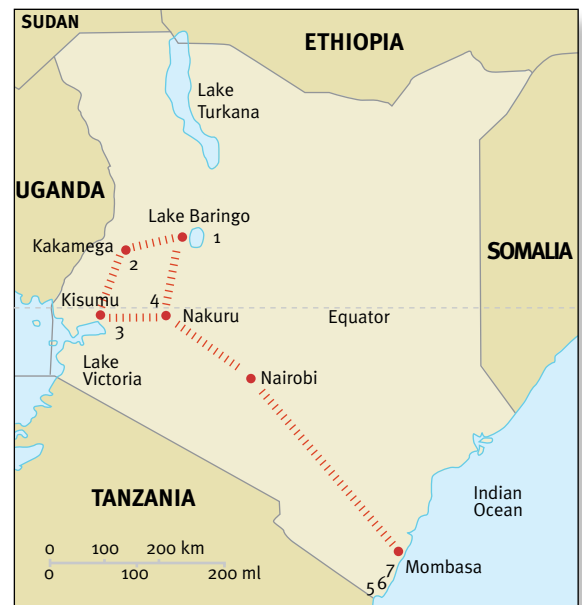 SUDAN
ETHIOPIA
Lake
Turkana
UGANDA
Lake Baringo
1
Kakamega
2
SOMALIA
Kisumu
4
3
Nakuru
Equator
Lake
Victoria
Nairobi
TANZANIA
Indian
Ocean
0 100 200 km
0 100 200 ml
7
6
5
Mombasa